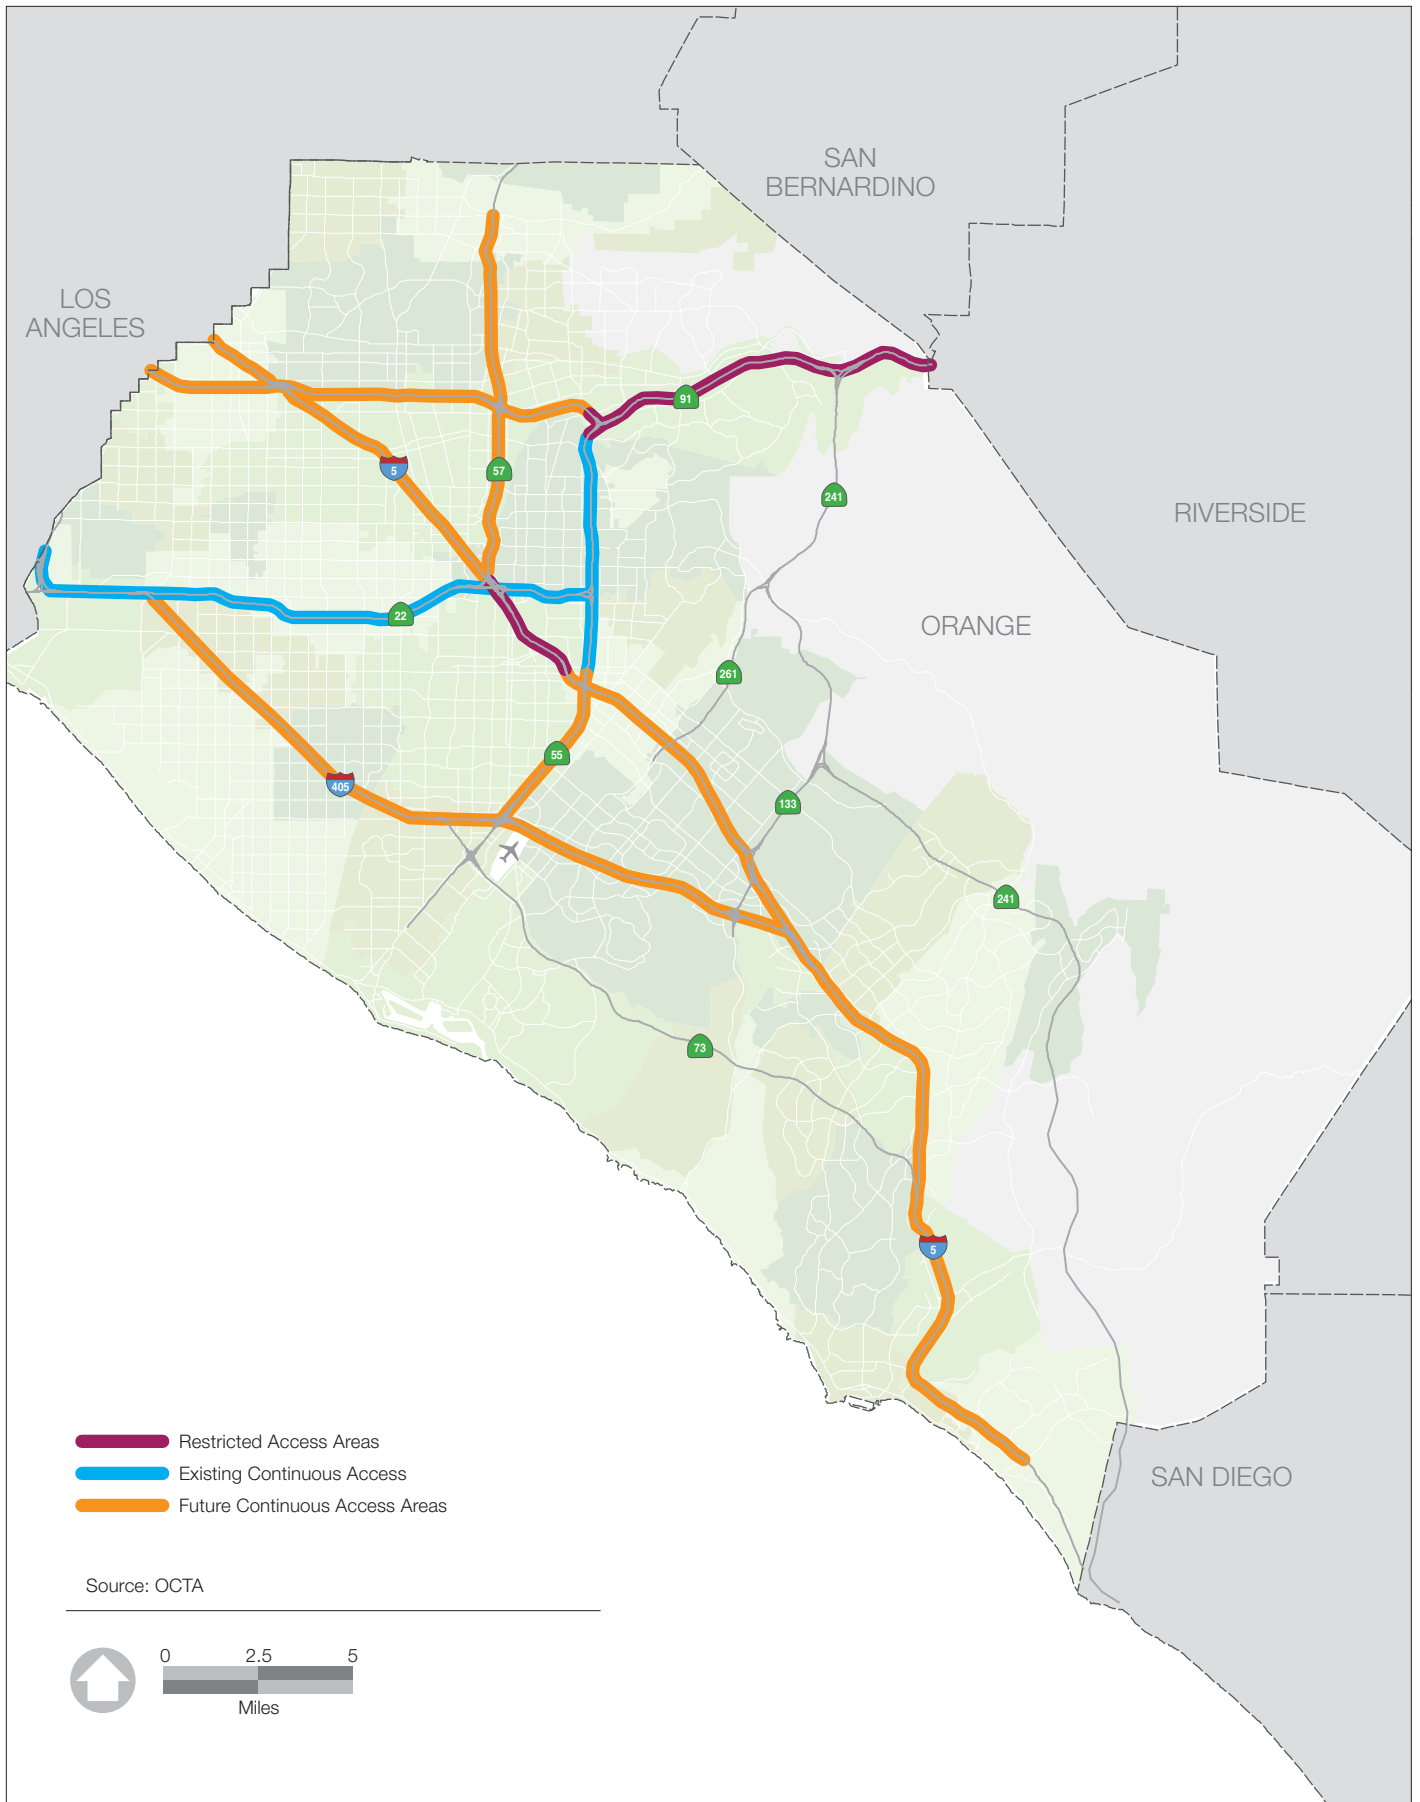 SAN
BERNARDINO
LOS
ANGELES
91
5
57
241
RIVERSIDE
22
ORANGE
261
55
405
133
241
73
5
Restricted Access Areas
Existing Continuous Access
Future Continuous Access Areas
SAN DIEGO
Source: OCTA
0 2.5 5
Miles